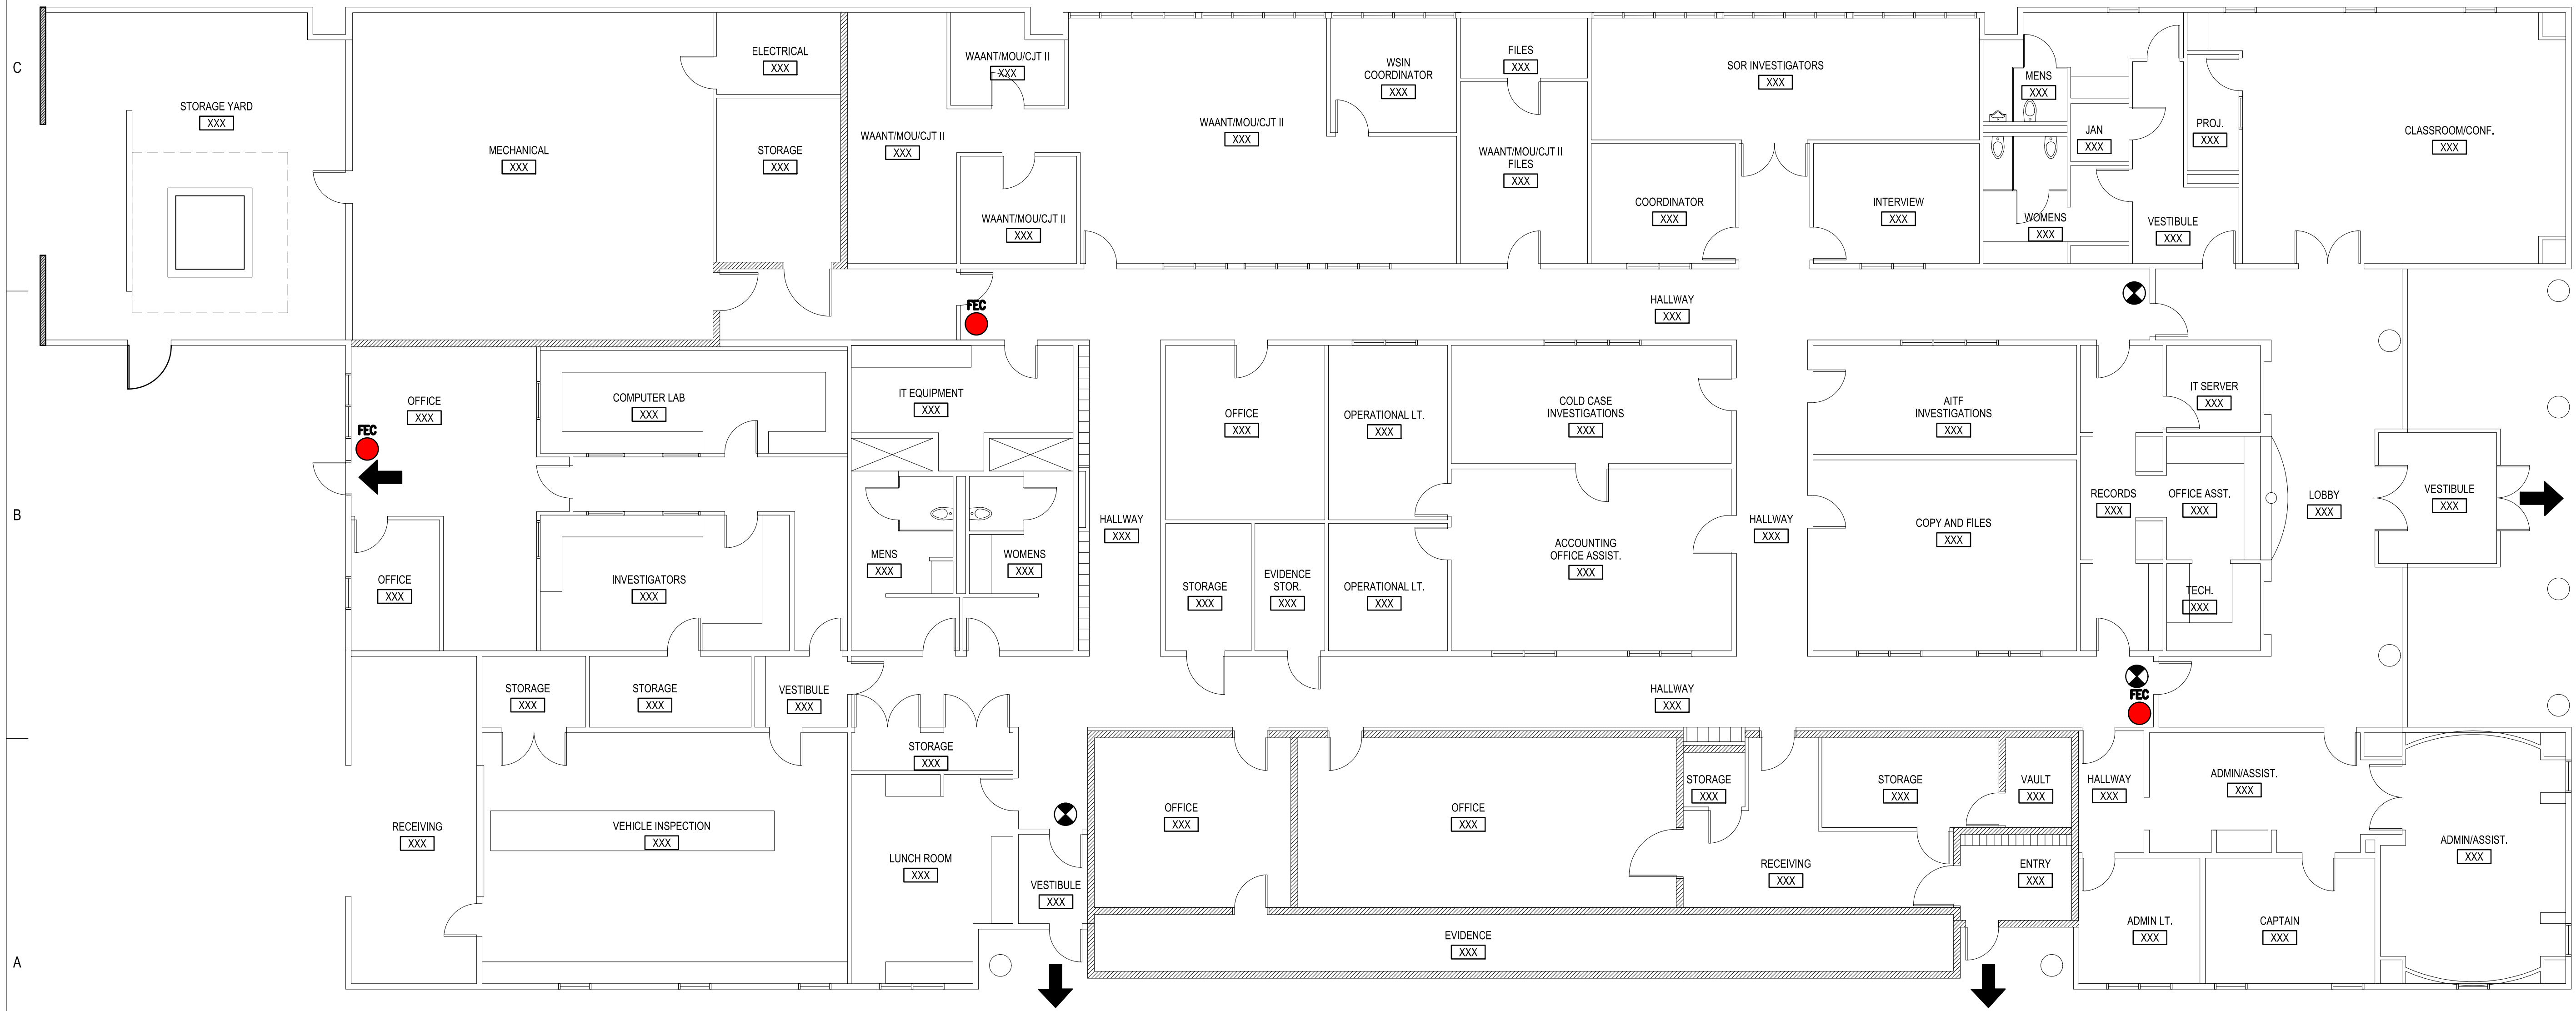 C
STORAGE YARD
XXX
MECHANICAL
XXX
ELECTRICAL
XXX
STORAGE
XXX
WAANT/MOU/CJT II
XXX
WAANT/MOU/CJT II
XXX
WAANT/MOU/CJT II
XXX
WAANT/MOU/CJT II
XXX
WSIN
COORDINATOR
XXX
FILES
XXX
WAANT/MOU/CJT II
FILES
XXX
SOR INVESTIGATORS
XXX
COORDINATOR
XXX
INTERVIEW
XXX
MENS
XXX
WOMENS
XXX
JAN
XXX
VESTIBULE
XXX
PROJ.
XXX
CLASSROOM/CONF.
XXX
FEC
HALLWAY
XXX
B
OFFICE
XXX
FEC
OFFICE
XXX
COMPUTER LAB
XXX
INVESTIGATORS
XXX
IT EQUIPMENT
XXX
MENS
XXX
WOMENS
XXX
HALLWAY
XXX
OFFICE
XXX
STORAGE
XXX
EVIDENCE
STOR.
XXX
OPERATIONAL LT.
XXX
OPERATIONAL LT.
XXX
COLD CASE
INVESTIGATIONS
XXX
ACCOUNTING
OFFICE ASSIST.
XXX
HALLWAY
XXX
AITF
INVESTIGATIONS
XXX
COPY AND FILES
XXX
RECORDS
XXX
IT SERVER
XXX
OFFICE ASST.
XXX
TECH.
XXX
LOBBY
XXX
VESTIBULE
XXX
STORAGE
XXX
STORAGE
XXX
VESTIBULE
XXX
HALLWAY
XXX
FEC
A
RECEIVING
XXX
VEHICLE INSPECTION
XXX
STORAGE
XXX
LUNCH ROOM
XXX
VESTIBULE
XXX
OFFICE
XXX
OFFICE
XXX
STORAGE
XXX
RECEIVING
XXX
STORAGE
XXX
VAULT
XXX
ENTRY
XXX
EVIDENCE
XXX
HALLWAY
XXX
ADMIN/ASSIST.
XXX
ADMIN/ASSIST.
XXX
ADMIN LT.
XXX
CAPTAIN
XXX